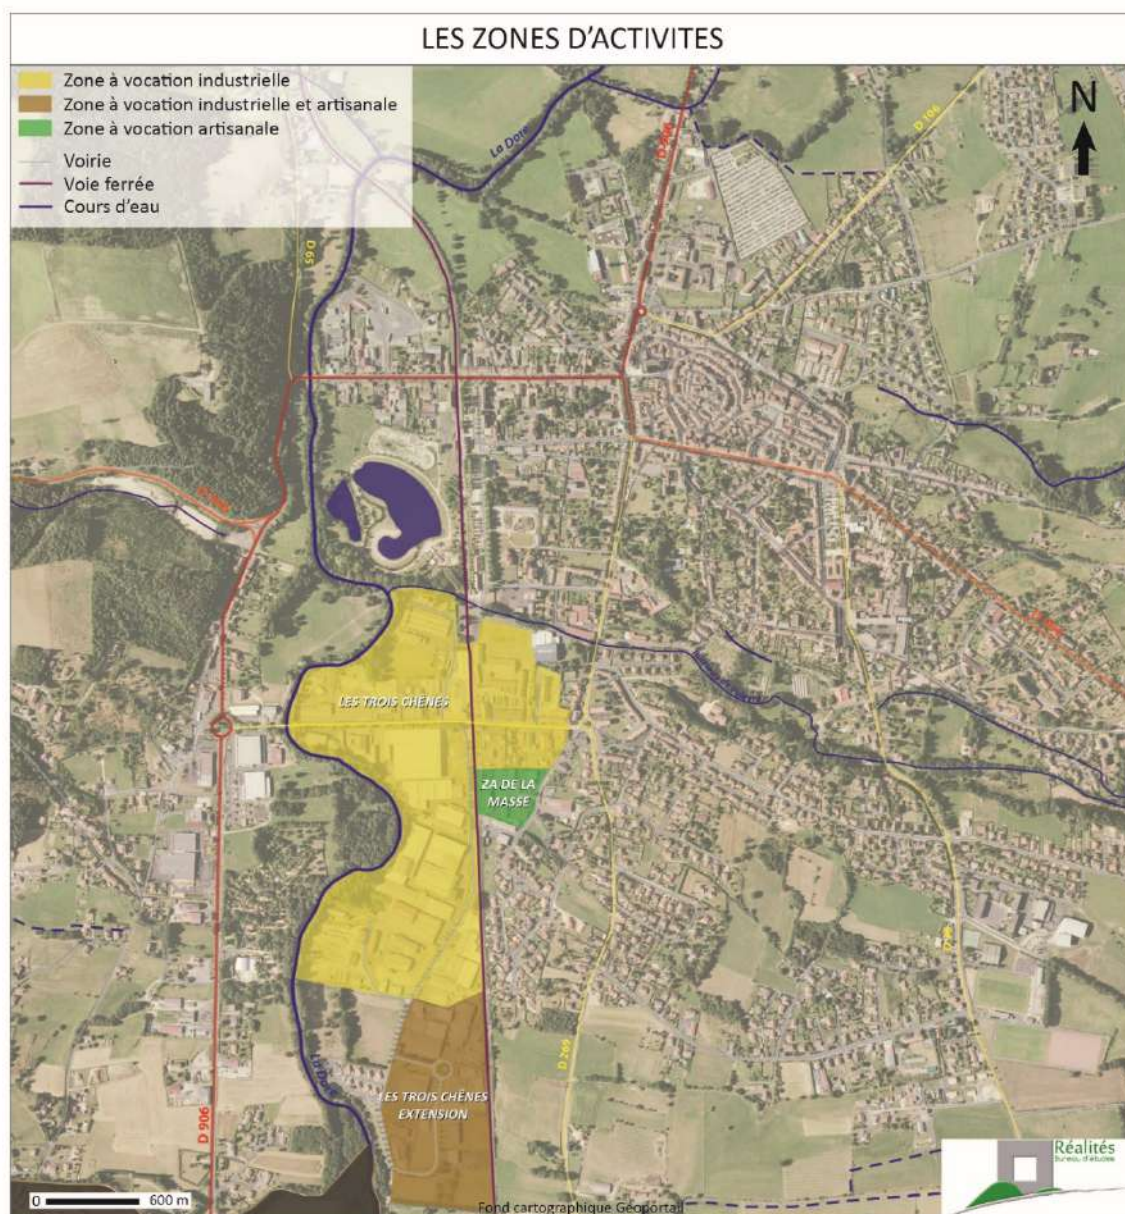 LES ZONES D'ACTIVITES
Zone à vocation industrielle
Zone à vocation industrielle et artisanale
Zone à vocation artisanale
Voirie
Voie ferrée
Cours d'eau
N
La Dore
D 906
D 106
D 65
LES TROIS CHÊNES
ZA DE LA
MASSE
D 269
La Dore
LES TROIS CHÊNES
EXTENSION
D 906
0 600 m
Fond cartographique Géoportail
Réalités
Bureau d'études